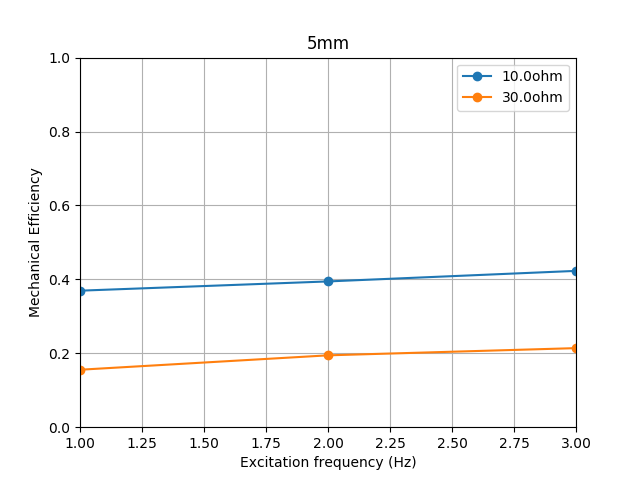 5mm
10.0ohm
30.0ohm
Mechanical Efficiency
1.0
0.8
0.6
0.4
0.2
0.0
1.00 1.25 1.50 1.75 2.00 2.25 2.50 2.75 3.00
Excitation frequency (Hz)